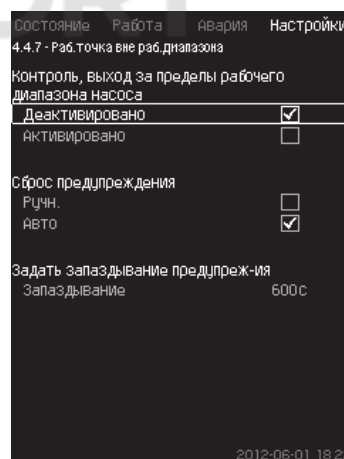 Состояние Работа Авария Настройки
4.4.7 - Раб.точка вне раб.диапазона
Контроль, выход за пределы рабочего
диапазона насоса
Деактивировано
Активировано
Сброс предупреждения
Ручн.
Авто
Задать запаздывание предупреж-ия
Запаздывание 600с
2012-06-01 18:2